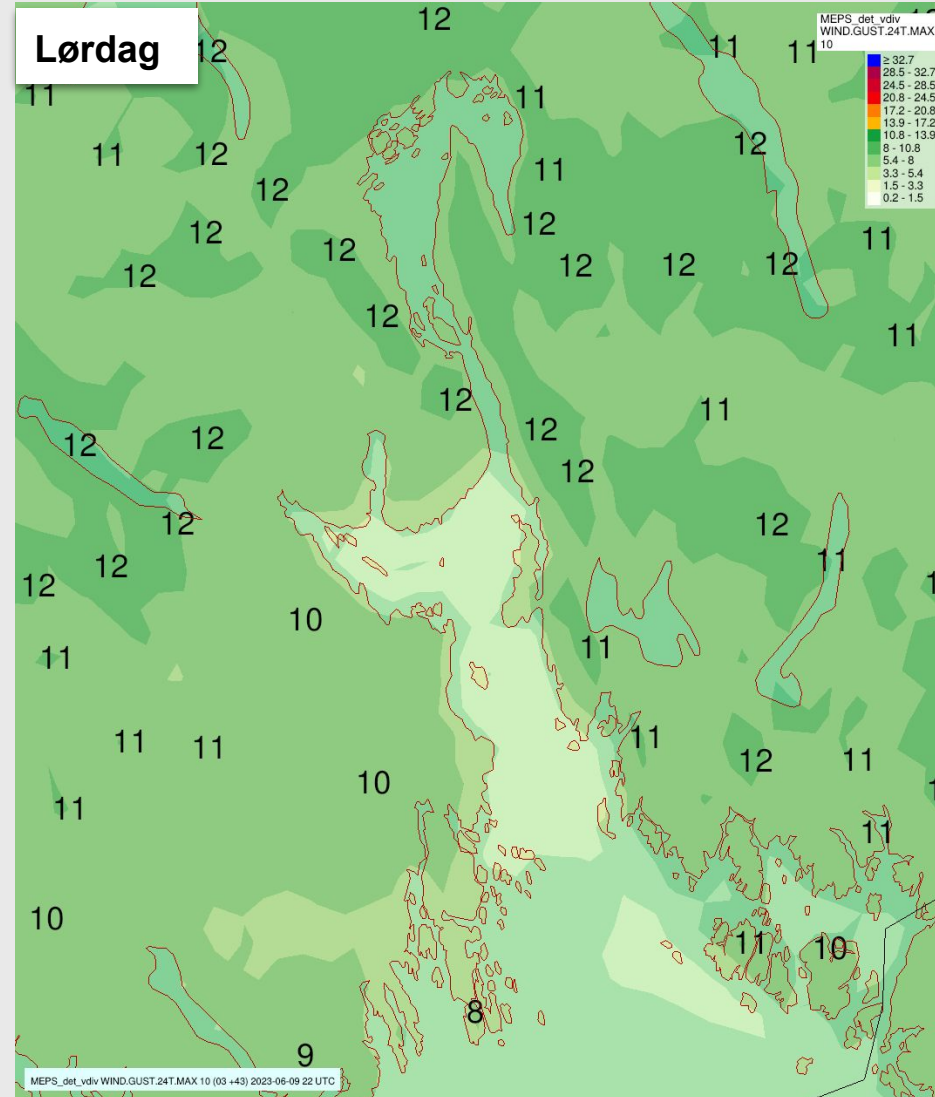 Lørdag
MEPS_det_vdiv
WIND.GUST.24T.MAX
10
≥ 32.7
28.5 - 32.7
24.5 - 28.5
20.8 - 24.5
17.2 - 20.8
13.9 - 17.2
10.8 - 13.9
8 - 10.8
5.4 - 8
3.3 - 5.4
1.5 - 3.3
0.2 - 1.5
12
12 11 11
11 11
11 12 12
12 11
12 12 11
12 12 12 12
12
12 11
12 11
12 12
12 12
12
12 12
12 11
12
10
11 11
11 11 11
12 11
10
11
11
10
11 10
8
9
MEPS_det_vdiv WIND.GUST.24T.MAX 10 (03 +43) 2023-06-09 22 UTC